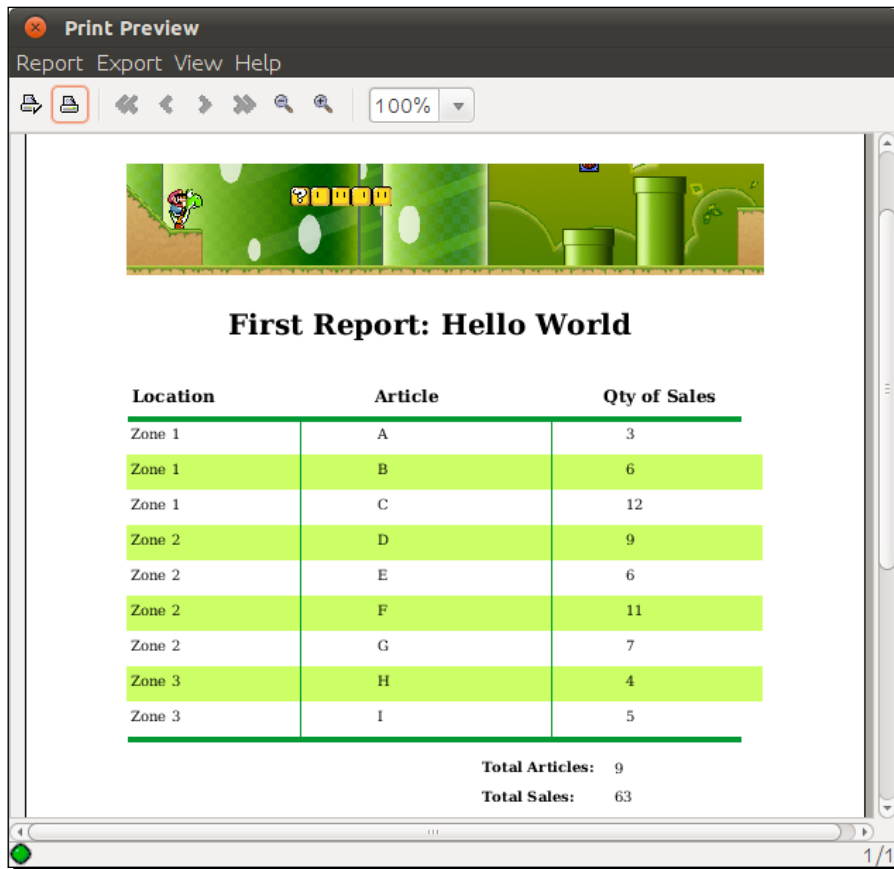 Print Preview
Report Export View Help
100%
?
First Report: Hello World
Location Article Qty of Sales
Zone 1 A 3
Zone 1 B 6
Zone 1 C 12
Zone 2 D 9
Zone 2 E 6
Zone 2 F 11
Zone 2 G 7
Zone 3 H 4
Zone 3 I 5
Total Articles: 9
Total Sales: 63
1/1